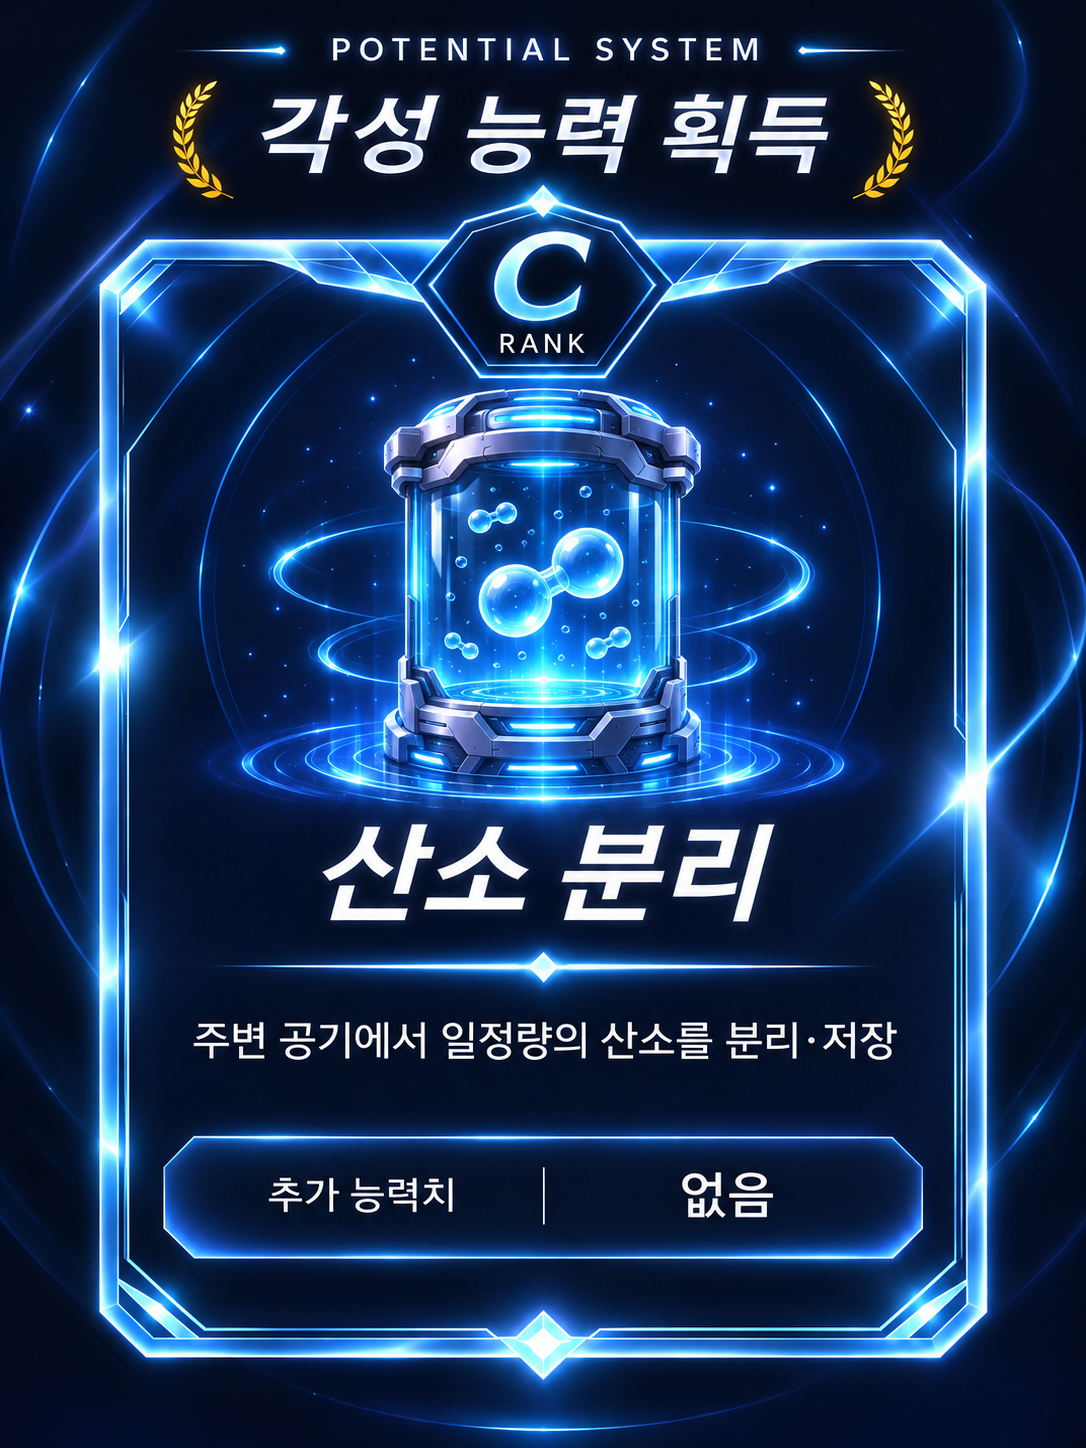 POTENTIAL SYSTEM
각성 능력 획득
C
RANK
산소 분리
주변 공기에서 일정량의 산소를 분리·저장
추가 능력치
없음